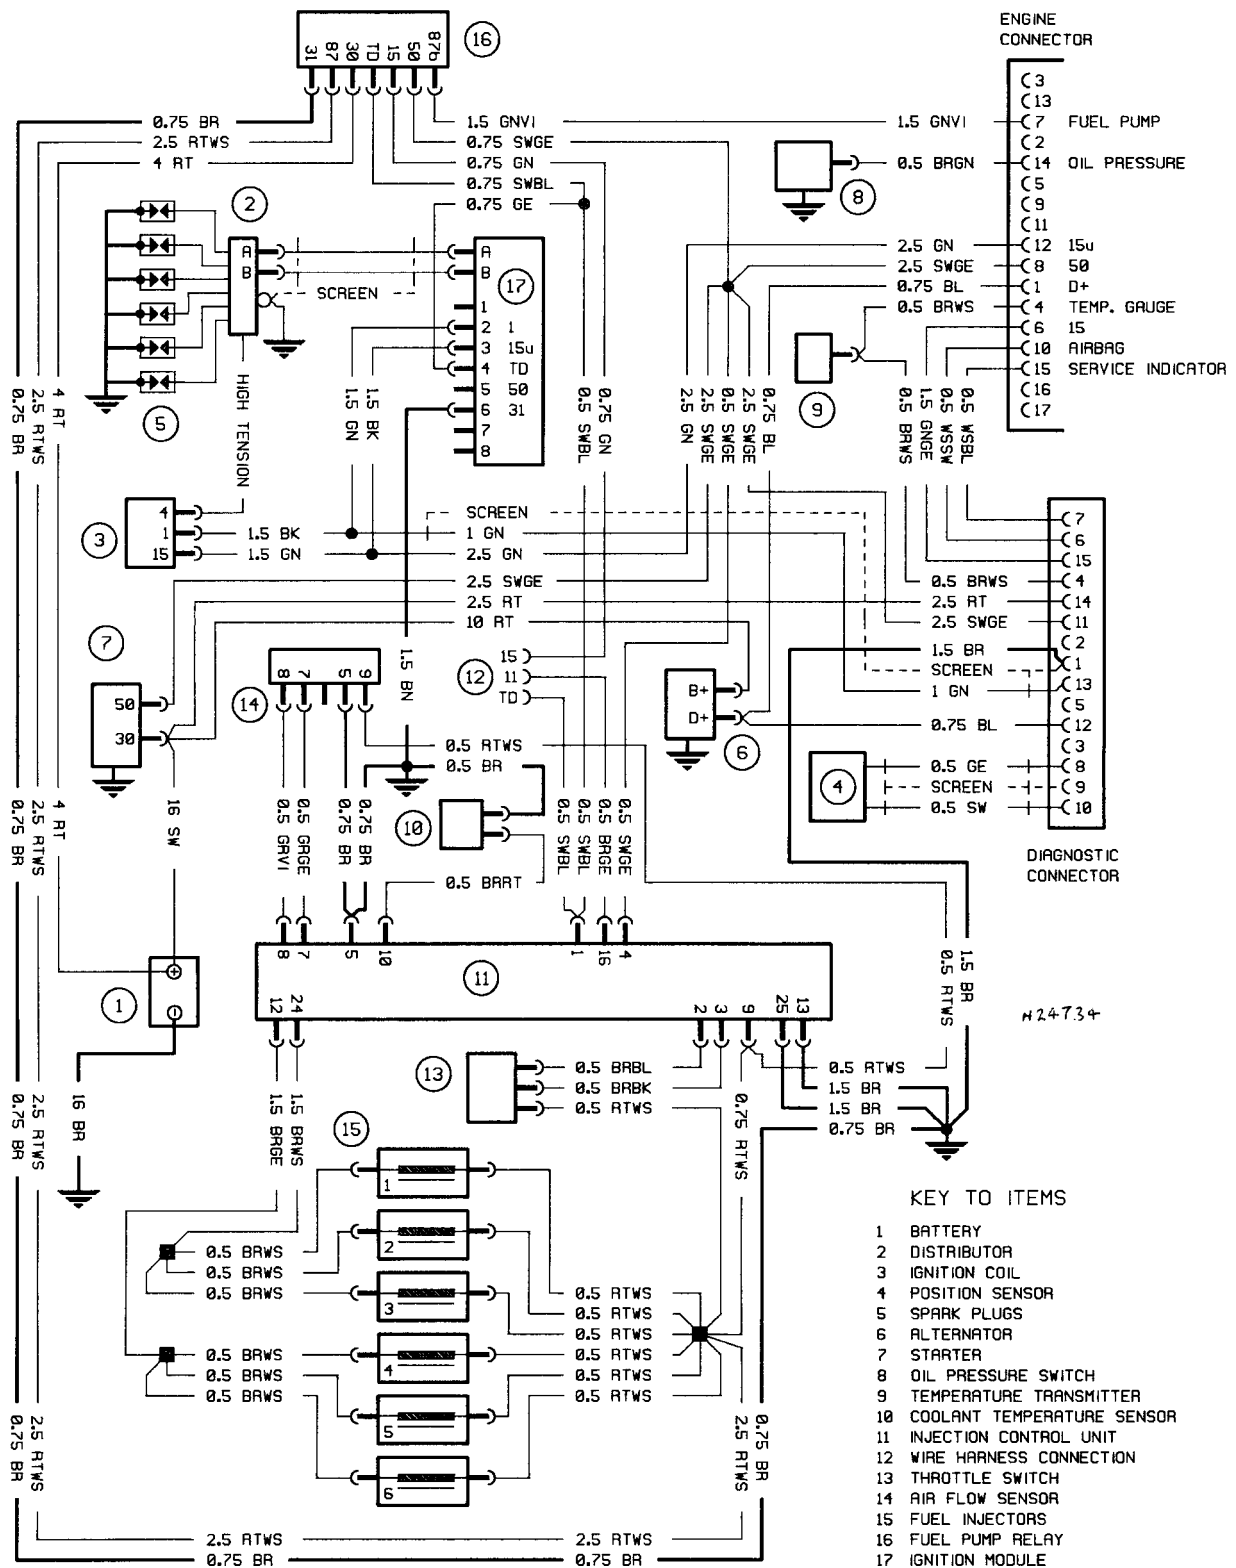 ENGINE
CONNECTOR
16
31 87 30 TD 15 50 87b
3
13
0.75 BR 1.5 GNVI 1.5 GNVI 7 FUEL PUMP
2.5 RTWS 0.75 SWGE 2
4 RT 0.75 GN 0.5 BRGN 14 OIL PRESSURE
0.75 SWBL 5
0.75 GE 8 9
2 11
A A 2.5 GN 12 15u
B B 17 2.5 SWGE 8 50
SCREEN 0.75 BL 1 D+
1 0.5 BRWS 4 TEMP. GAUGE
2 1 6 15
3 15u 10 AIRBAG
4 TD 15 SERVICE INDICATOR
5 50 16
6 31 9 17
7
8
5
0.75 BR 2.5 RTWS 4 RT HIGH TENSION 1.5 GN 1.5 BK 0.5 SWBL 0.75 GN 2.5 GN 2.5 SWGE 0.5 SWGE 2.5 SWGE 0.75 BL 0.5 BRWS 1.5 GNGE 0.5 WSSW 0.5 WSBL
4 SCREEN 7
3 1 1.5 BK 1 GN 6
15 1.5 GN 2.5 GN 15
2.5 SWGE 0.5 BRWS 4
2.5 RT 2.5 RT 14
10 RT 2.5 SWGE 11
7 2
1.5 BN 1.5 BR 1
15 SCREEN
8 7 5 9 12 11 1 GN 13
14 TD B+ 5
50 D+ 0.75 BL 12
30 6 3
0.5 RTWS 0.5 GE 8
0.5 BR 4 SCREEN 9
0.5 SW 10
10
0.75 BR 2.5 RTWS 4 RT 16 SW 0.5 GRVI 0.5 GRGE 0.75 BR 0.75 BR 0.5 SWBL 0.5 SWBL 0.5 BRGE 0.5 SWGE
DIAGNOSTIC
CONNECTOR
0.5 BRRT
8 7 5 10 1 16 4
11
1 + -
12 24 2 3 9 25 13
0.5 RTWS 1.5 BR
H24734
13 0.5 BRBL 0.5 RTWS
0.5 BRBK 1.5 BR
0.5 RTWS 1.5 BR
0.75 BR
0.75 BR 2.5 RTWS 16 BR 1.5 BRGE 1.5 BRWS 0.75 RTWS
15
1
2
3
4
5
6
0.5 BRWS
0.5 BRWS
0.5 BRWS
0.5 BRWS
0.5 BRWS
0.5 BRWS
0.5 RTWS
0.5 RTWS
0.5 RTWS
0.5 RTWS
0.5 RTWS
0.5 RTWS
0.75 BR 2.5 RTWS 2.5 RTWS 0.75 BR
2.5 RTWS 2.5 RTWS
0.75 BR 0.75 BR
KEY TO ITEMS
1 BATTERY
2 DISTRIBUTOR
3 IGNITION COIL
4 POSITION SENSOR
5 SPARK PLUGS
6 ALTERNATOR
7 STARTER
8 OIL PRESSURE SWITCH
9 TEMPERATURE TRANSMITTER
10 COOLANT TEMPERATURE SENSOR
11 INJECTION CONTROL UNIT
12 WIRE HARNESS CONNECTION
13 THROTTLE SWITCH
14 AIR FLOW SENSOR
15 FUEL INJECTORS
16 FUEL PUMP RELAY
17 IGNITION MODULE